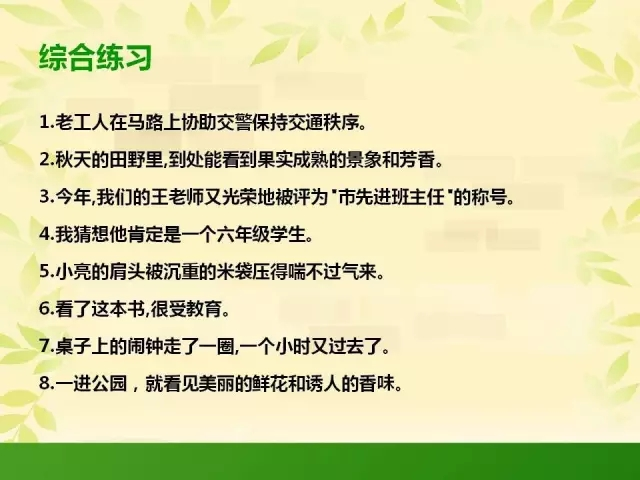 综合练习
1.老工人在马路上协助交警保持交通秩序。
2.秋天的田野里,到处能看到果实成熟的景象和芳香。
3.今年,我们的王老师又光荣地被评为"市先进班主任"的称号。
4.我猜想他肯定是一个六年级学生。
5.小亮的肩头被沉重的米袋压得喘不过气来。
6.看了这本书,很受教育。
7.桌子上的闹钟走了一圈,一个小时又过去了。
8.一进公园，就看见美丽的鲜花和诱人的香味。